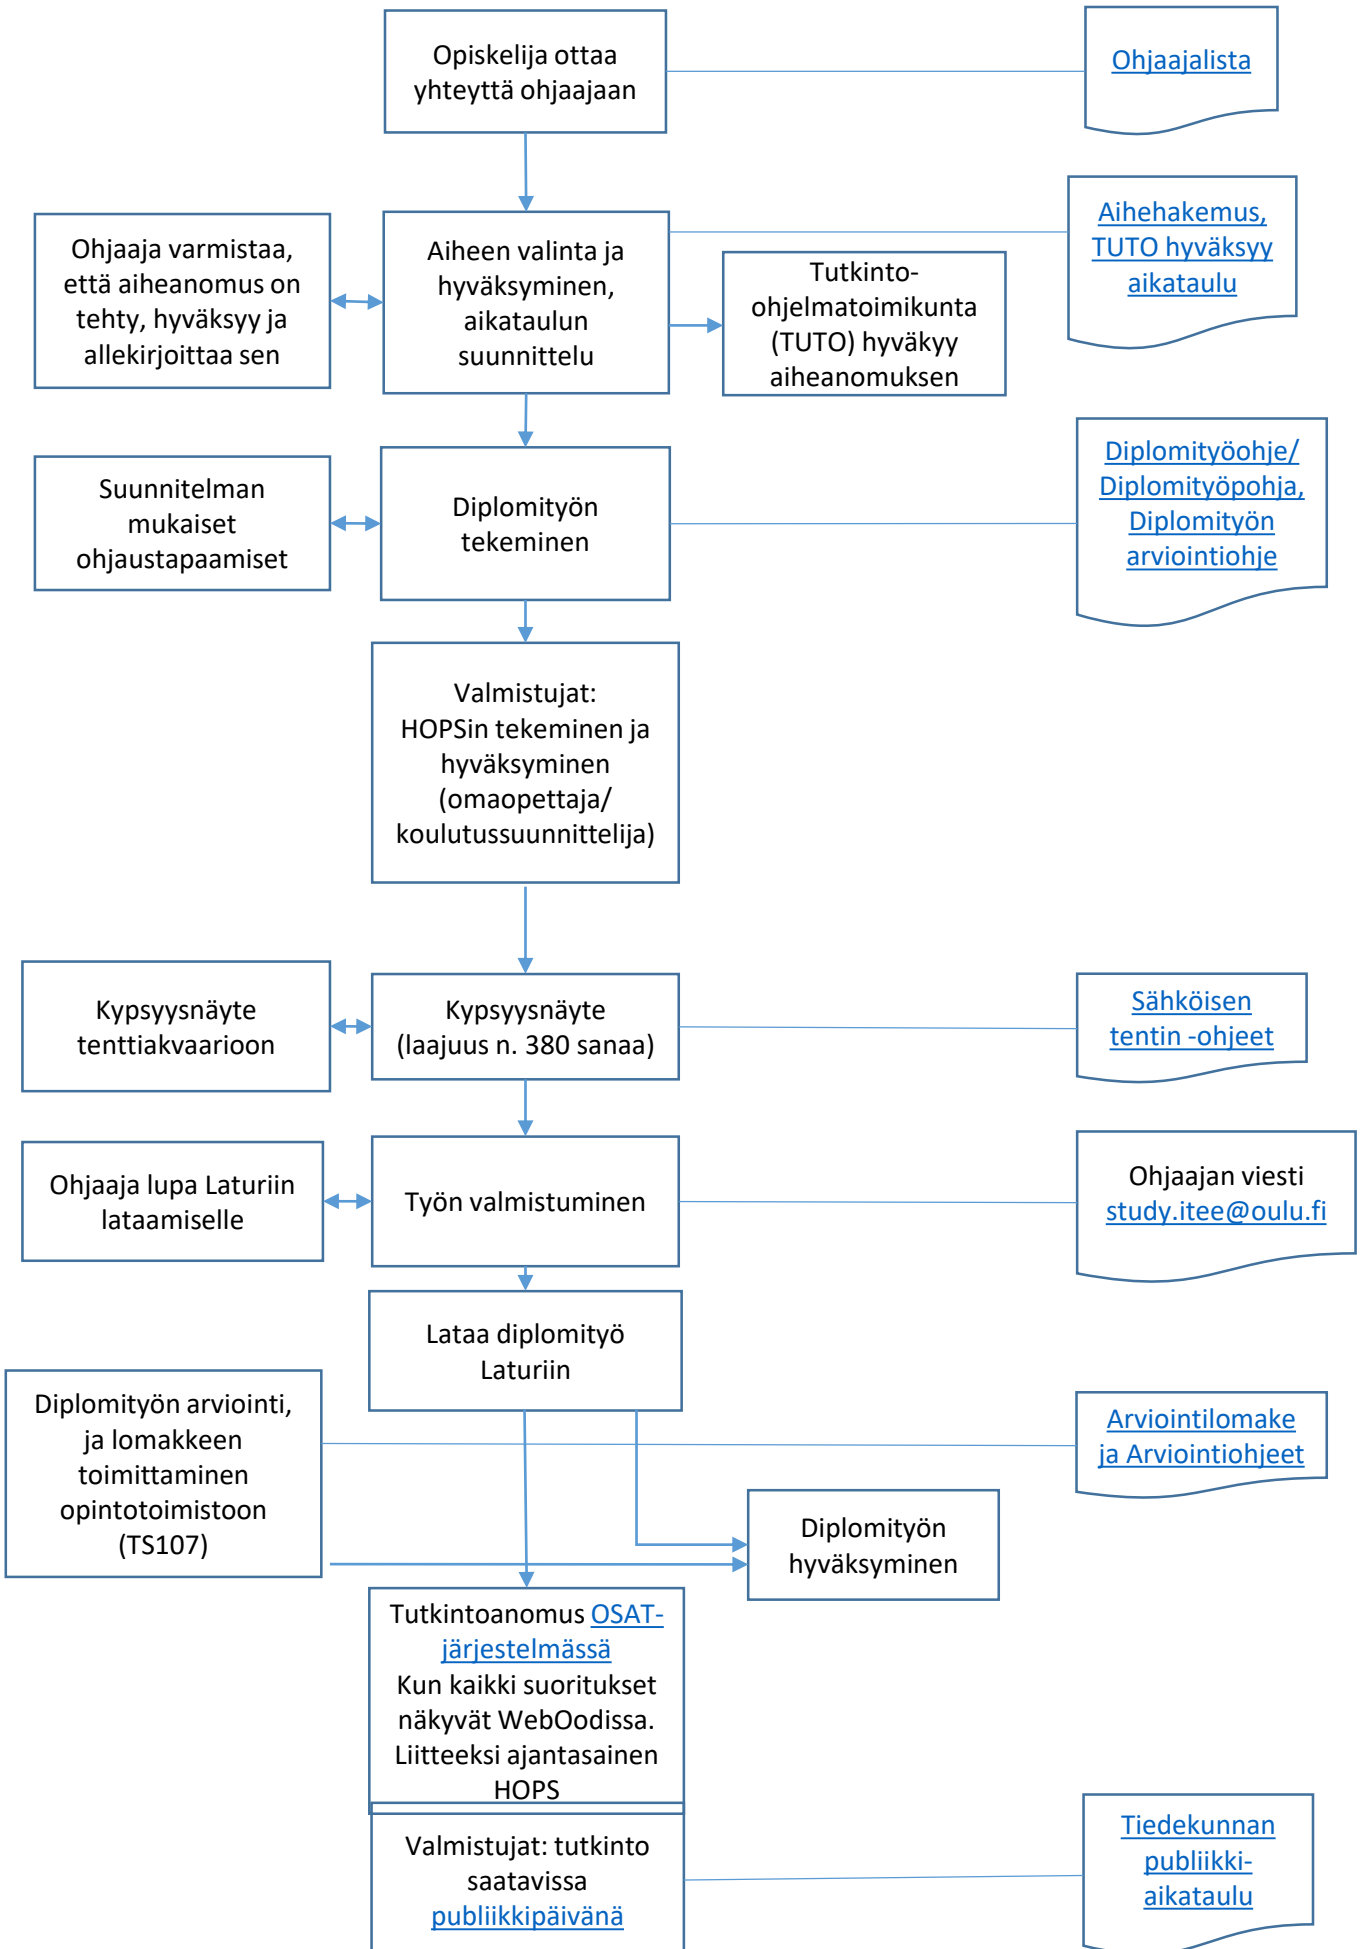 Opiskelija ottaa
yhteyttä ohjaajaan
Ohjaajalista
Ohjaaja varmistaa,
että aiheanomus on
tehty, hyväksyy ja
allekirjoittaa sen
Aiheen valinta ja
hyväksyminen,
aikataulun
suunnittelu
Tutkinto-
ohjelmatoimikunta
(TUTO) hyväkyy
aiheanomuksen
Aihehakemus,
TUTO hyväksyy
aikataulu
Suunnitelman
mukaiset
ohjaustapaamiset
Diplomityön
tekeminen
Diplomityöohje/
Diplomityöpohja,
Diplomityön
arviointiohje
Valmistujat:
HOPSin tekeminen ja
hyväksyminen
(omaopettaja/
koulutussuunnittelija)
Kypsyysnäyte
tenttiakvaarioon
Kypsyysnäyte
(laajuus n. 380 sanaa)
Sähköisen
tentin -ohjeet
Ohjaaja lupa Laturiin
lataamiselle
Työn valmistuminen
Ohjaajan viesti
study.itee@oulu.fi
Lataa diplomityö
Laturiin
Diplomityön arviointi,
ja lomakkeen
toimittaminen
opintotoimistoon
(TS107)
Arviointilomake
ja Arviointiohjeet
Diplomityön
hyväksyminen
Tutkintoanomus OSAT-
järjestelmässä
Kun kaikki suoritukset
näkyvät WebOodissa.
Liitteeksi ajantasainen
HOPS
Valmistujat: tutkinto
saatavissa
publiikkipäivänä
Tiedekunnan
publiikki-
aikataulu